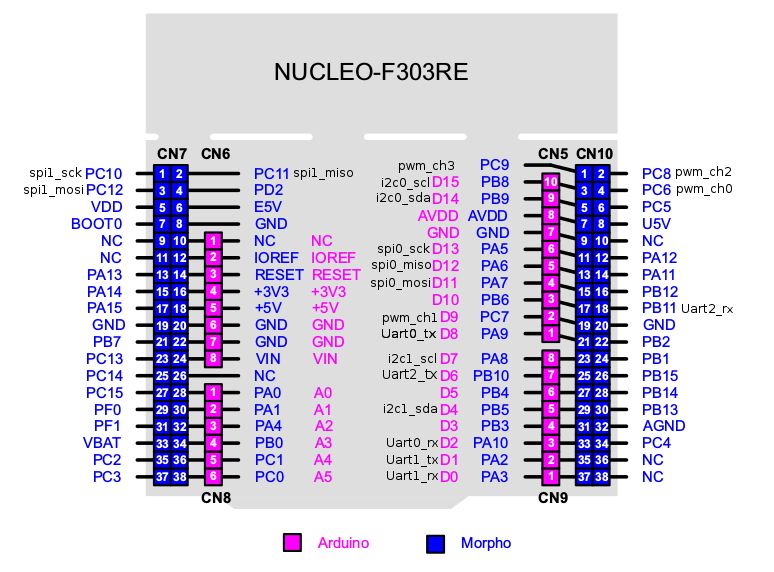 NUCLEO-F303RE
CN7 CN6 CN5 CN10
pwm_ch3 PC9
spi1_sck PC10 1 2 PC11 spi1_miso i2c0_scl D15 PB8 10 1 2 PC8 pwm_ch2
spi1_mosi PC12 3 4 PD2 i2c0_sda D14 PB9 9 3 4 PC6 pwm_ch0
VDD 5 6 E5V AVDD AVDD 8 5 6 PC5
BOOT0 7 8 GND GND GND 7 7 8 U5V
NC 9 10 1 NC NC spi0_sck D13 PA5 6 9 10 NC
NC 11 12 2 IOREF IOREF spi0_miso D12 PA6 5 11 12 PA12
PA13 13 14 3 RESET RESET spi0_mosi D11 PA7 4 13 14 PA11
PA14 15 16 4 +3V3 +3V3 D10 PB6 3 15 16 PB12
PA15 17 18 5 +5V +5V pwm_ch1 D9 PC7 2 17 18 PB11 Uart2_rx
GND 19 20 6 GND GND Uart0_tx D8 PA9 1 19 20 GND
PB7 21 22 7 GND GND 21 22 PB2
PC13 23 24 8 VIN VIN i2c1_scl D7 PA8 8 23 24 PB1
PC14 25 26 NC Uart2_tx D6 PB10 7 25 26 PB15
PC15 27 28 1 PA0 A0 D5 PB4 6 27 28 PB14
PF0 29 30 2 PA1 A1 i2c1_sda D4 PB5 5 29 30 PB13
PF1 31 32 3 PA4 A2 D3 PB3 4 31 32 AGND
VBAT 33 34 4 PB0 A3 Uart0_rx D2 PA10 3 33 34 PC4
PC2 35 36 5 PC1 A4 Uart1_tx D1 PA2 2 35 36 NC
PC3 37 38 6 PC0 A5 Uart1_rx D0 PA3 1 37 38 NC
CN8 CN9
Arduino Morpho